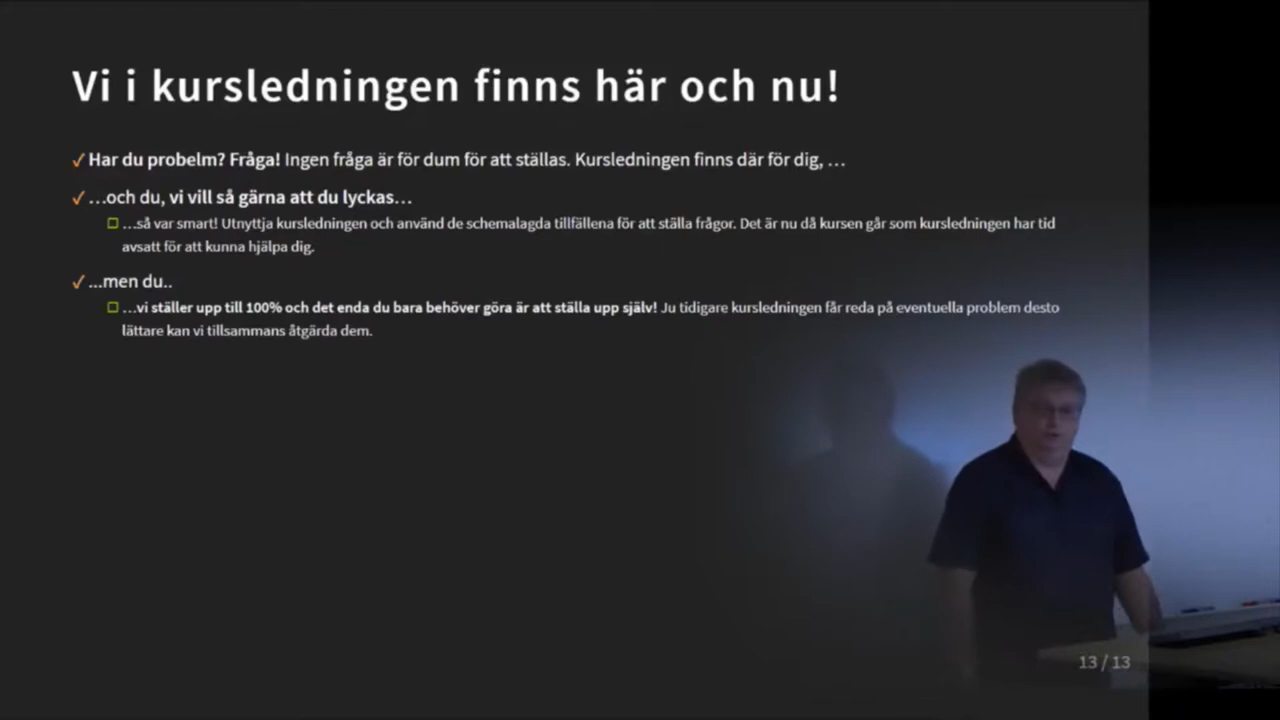 Vi i kursledningen finns här och nu!
✓ Har du probelm? Fråga! Ingen fråga är för dum för att ställas. Kursledningen finns där för dig, …
✓ …och du, vi vill så gärna att du lyckas…
☐ …så var smart! Utnyttja kursledningen och använd de schemalagda tillfällena för att ställa frågor. Det är nu då kursen går som kursledningen har tid
avsatt för att kunna hjälpa dig.
✓ …men du..
☐ …vi ställer upp till 100% och det enda du bara behöver göra är att ställa upp själv! Ju tidigare kursledningen får reda på eventuella problem desto
lättare kan vi tillsammans åtgärda dem.
13 / 13